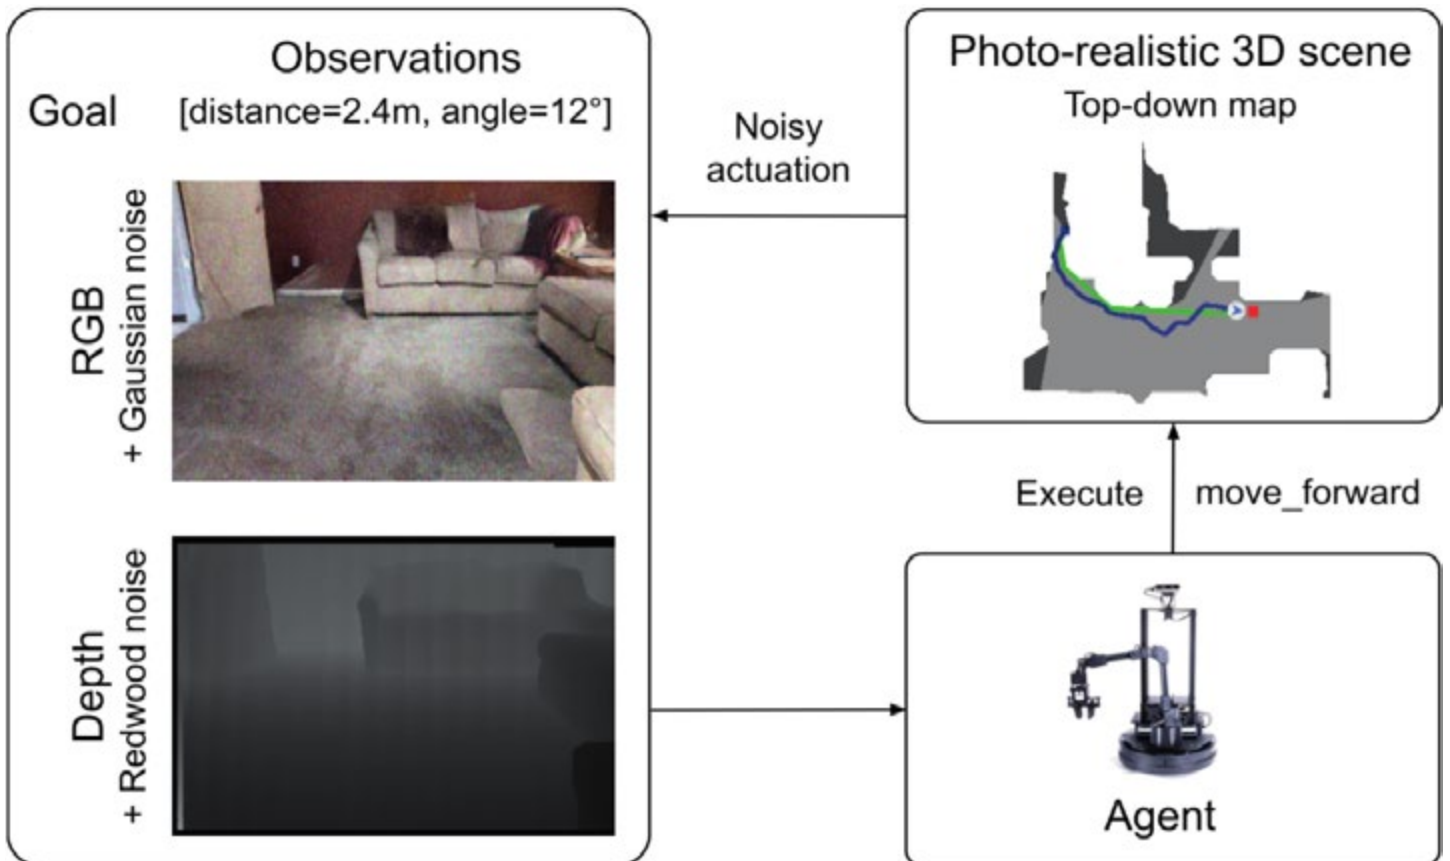 Observations
Goal [distance=2.4m, angle=12°]
RGB
+ Gaussian noise
Depth
+ Redwood noise
Noisy
actuation
Photo-realistic 3D scene
Top-down map
Execute move_forward
Agent